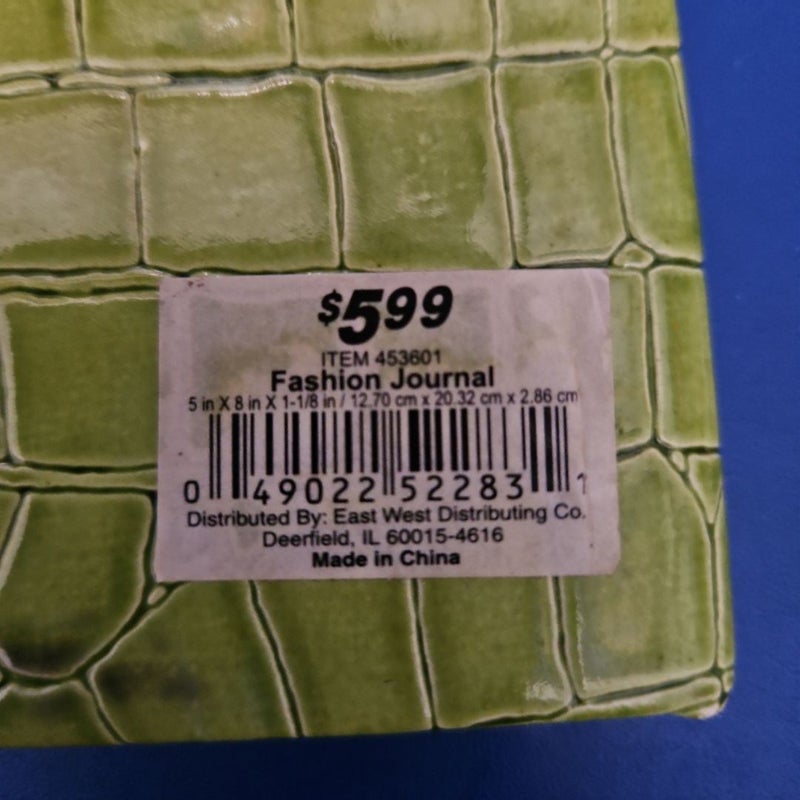 $599
ITEM 453601
Fashion Journal
5 in X 8 in X 1-1/8 in / 12.70 cm x 20.32 cm x 2.86 cm
0 49022 52283 1
Distributed By: East West Distributing Co.
Deerfield, IL 60015-4616
Made in China